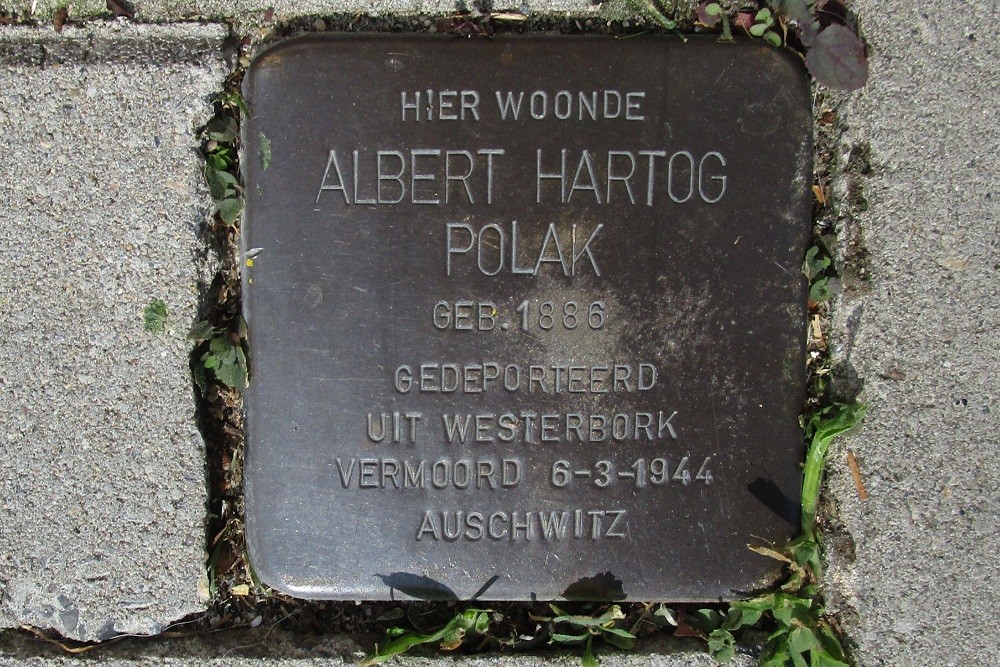 HIER WOONDE
ALBERT HARTOG
POLAK
GEB. 1886
GEDEPORTEERD
UIT WESTERBORK
VERMOORD 6-3-1944
AUSCHWITZ